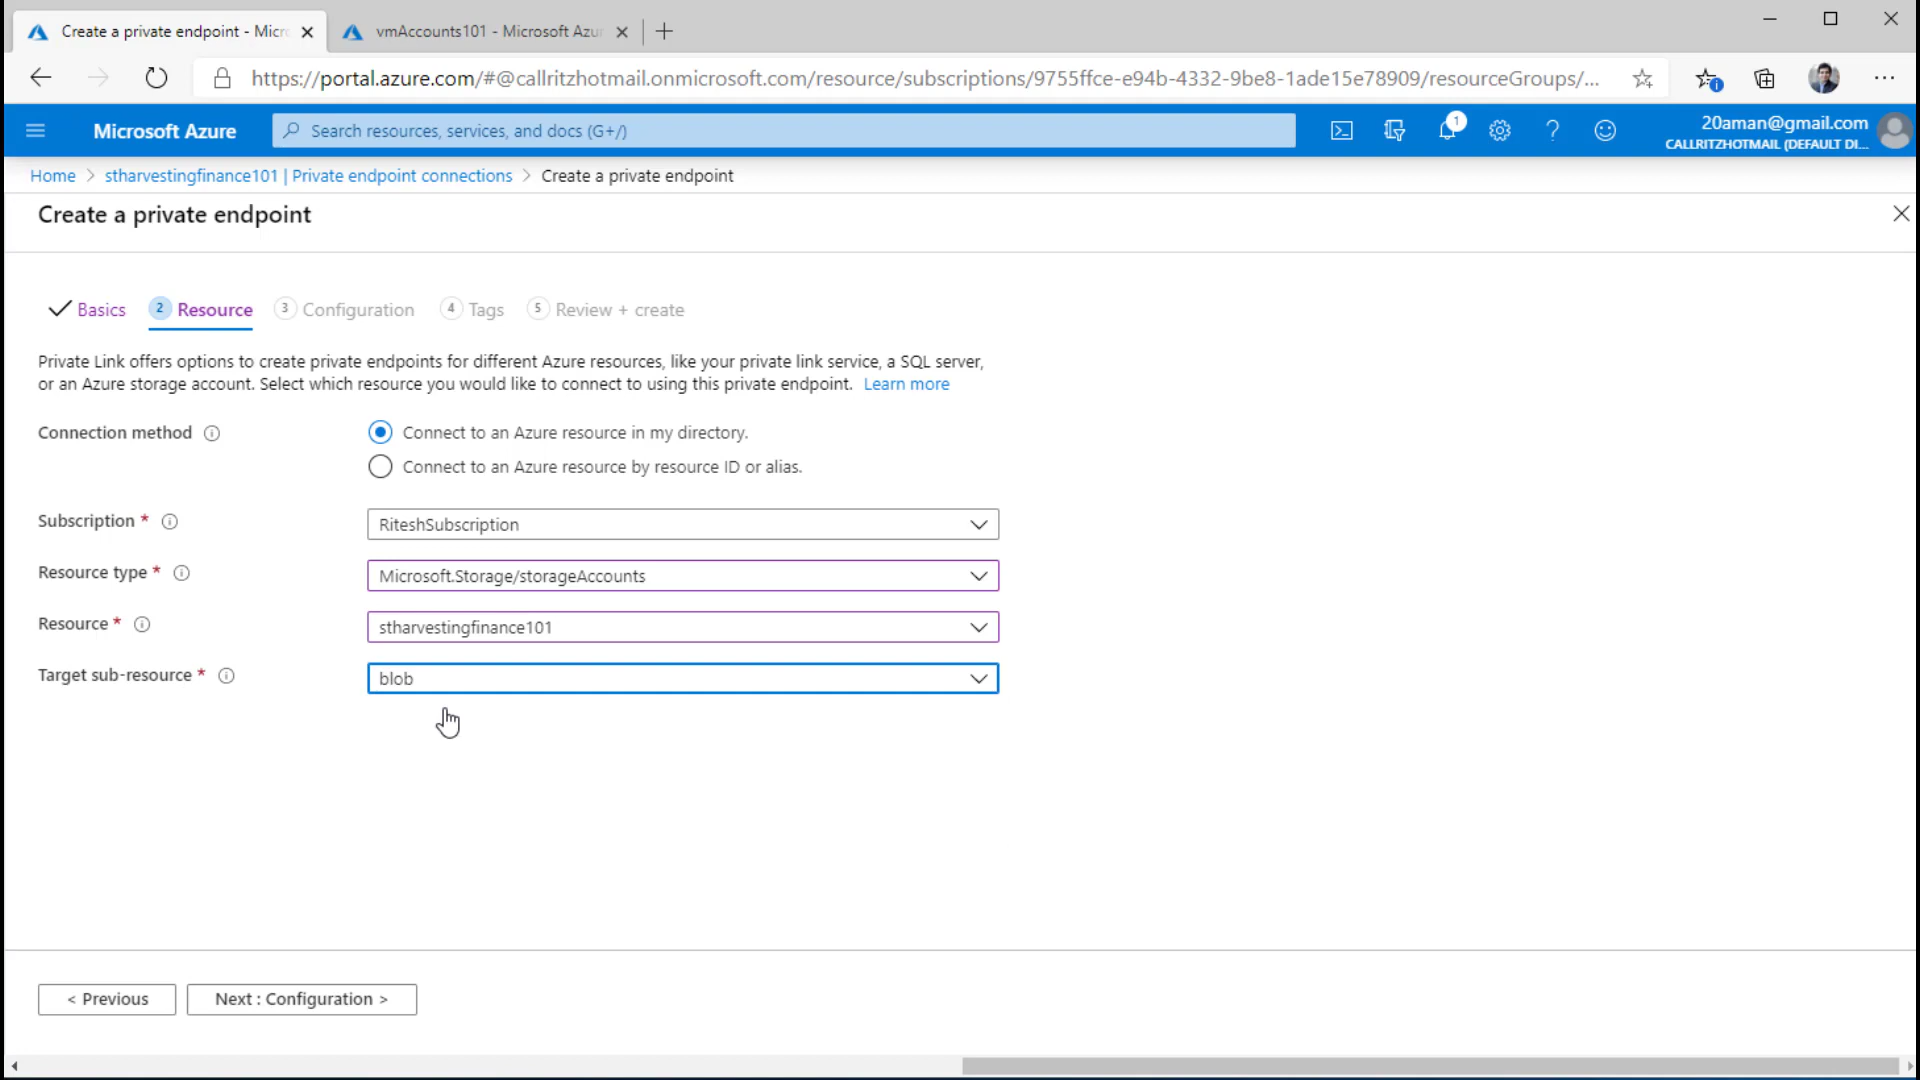 Create a private endpoint - Micr
vmAccounts101 - Microsoft Azu
https://portal.azure.com/#@callritzhotmail.onmicrosoft.com/resource/subscriptions/9755ffce-e94b-4332-9be8-1ade15e78909/resourceGroups/...
Microsoft Azure
Search resources, services, and docs (G+/)
1
20aman@gmail.com
CALLRITZHOTMAIL (DEFAULT DI...
Home > stharvestingfinance101 | Private endpoint connections > Create a private endpoint
Create a private endpoint
Basics
2 Resource
3 Configuration
4 Tags
5 Review + create
Private Link offers options to create private endpoints for different Azure resources, like your private link service, a SQL server,
or an Azure storage account. Select which resource you would like to connect to using this private endpoint. Learn more
Connection method
Connect to an Azure resource in my directory.
Connect to an Azure resource by resource ID or alias.
Subscription *
RiteshSubscription
Resource type *
Microsoft.Storage/storageAccounts
Resource *
stharvestingfinance101
Target sub-resource *
blob
< Previous
Next : Configuration >